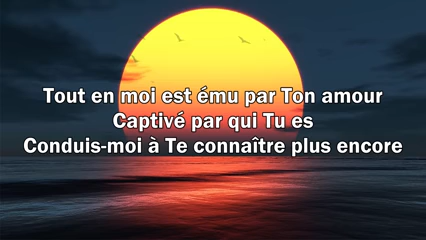 Tout en moi est ému par Ton amour
Captivé par qui Tu es
Conduis-moi à Te connaître plus encore